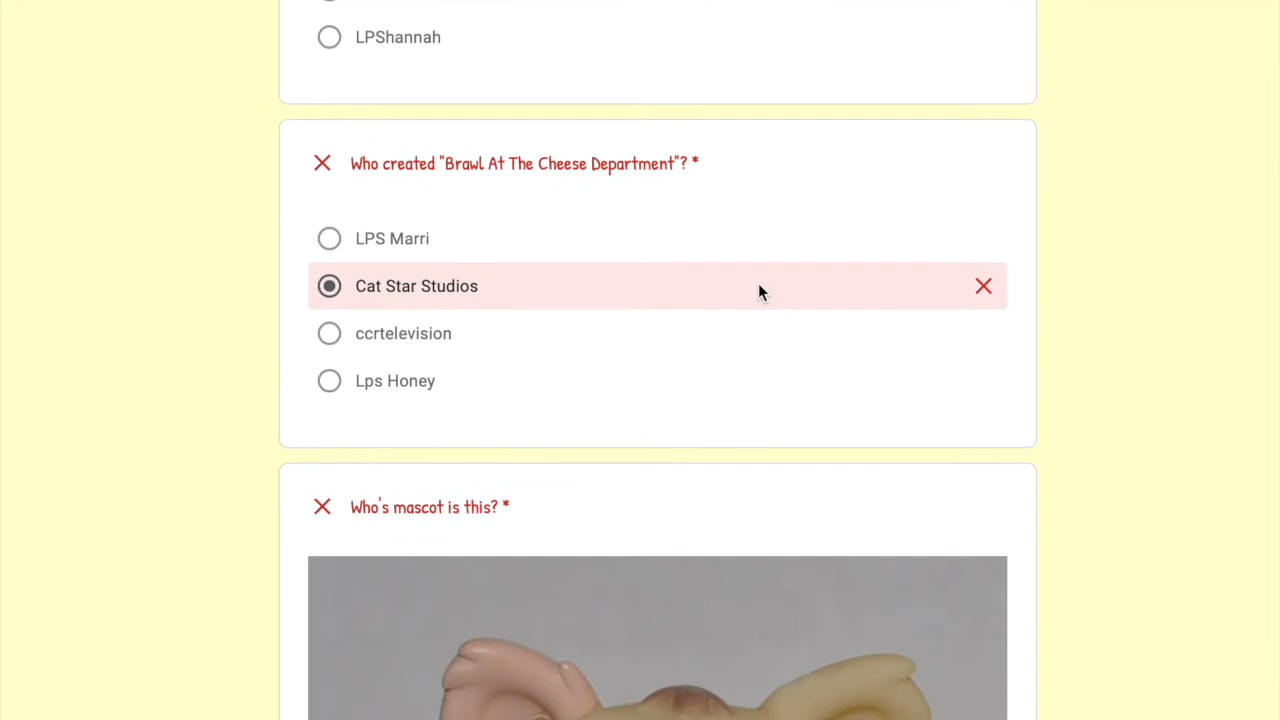 LPShannah
Who created "Brawl At The Cheese Department"? *
LPS Marri
Cat Star Studios
ccrtelevision
Lps Honey
Who's mascot is this? *